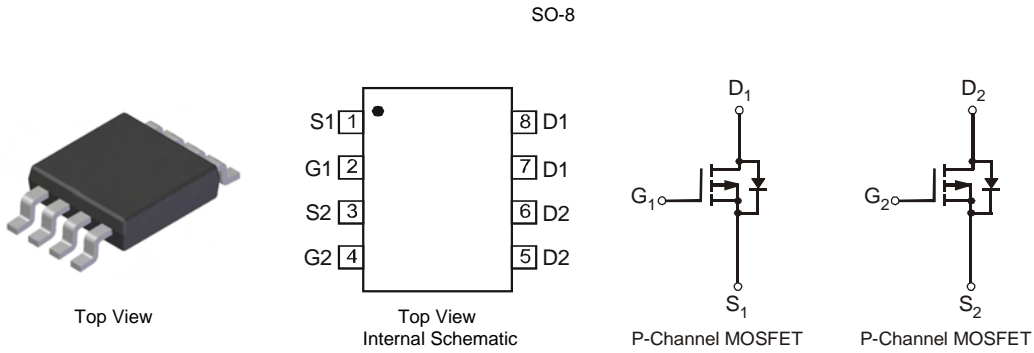 SO-8
S1 1 8 D1
G1 2 7 D1
S2 3 6 D2
G2 4 5 D2
Top View
Top View
Internal Schematic
D1
G1
S1
P-Channel MOSFET
D2
G2
S2
P-Channel MOSFET